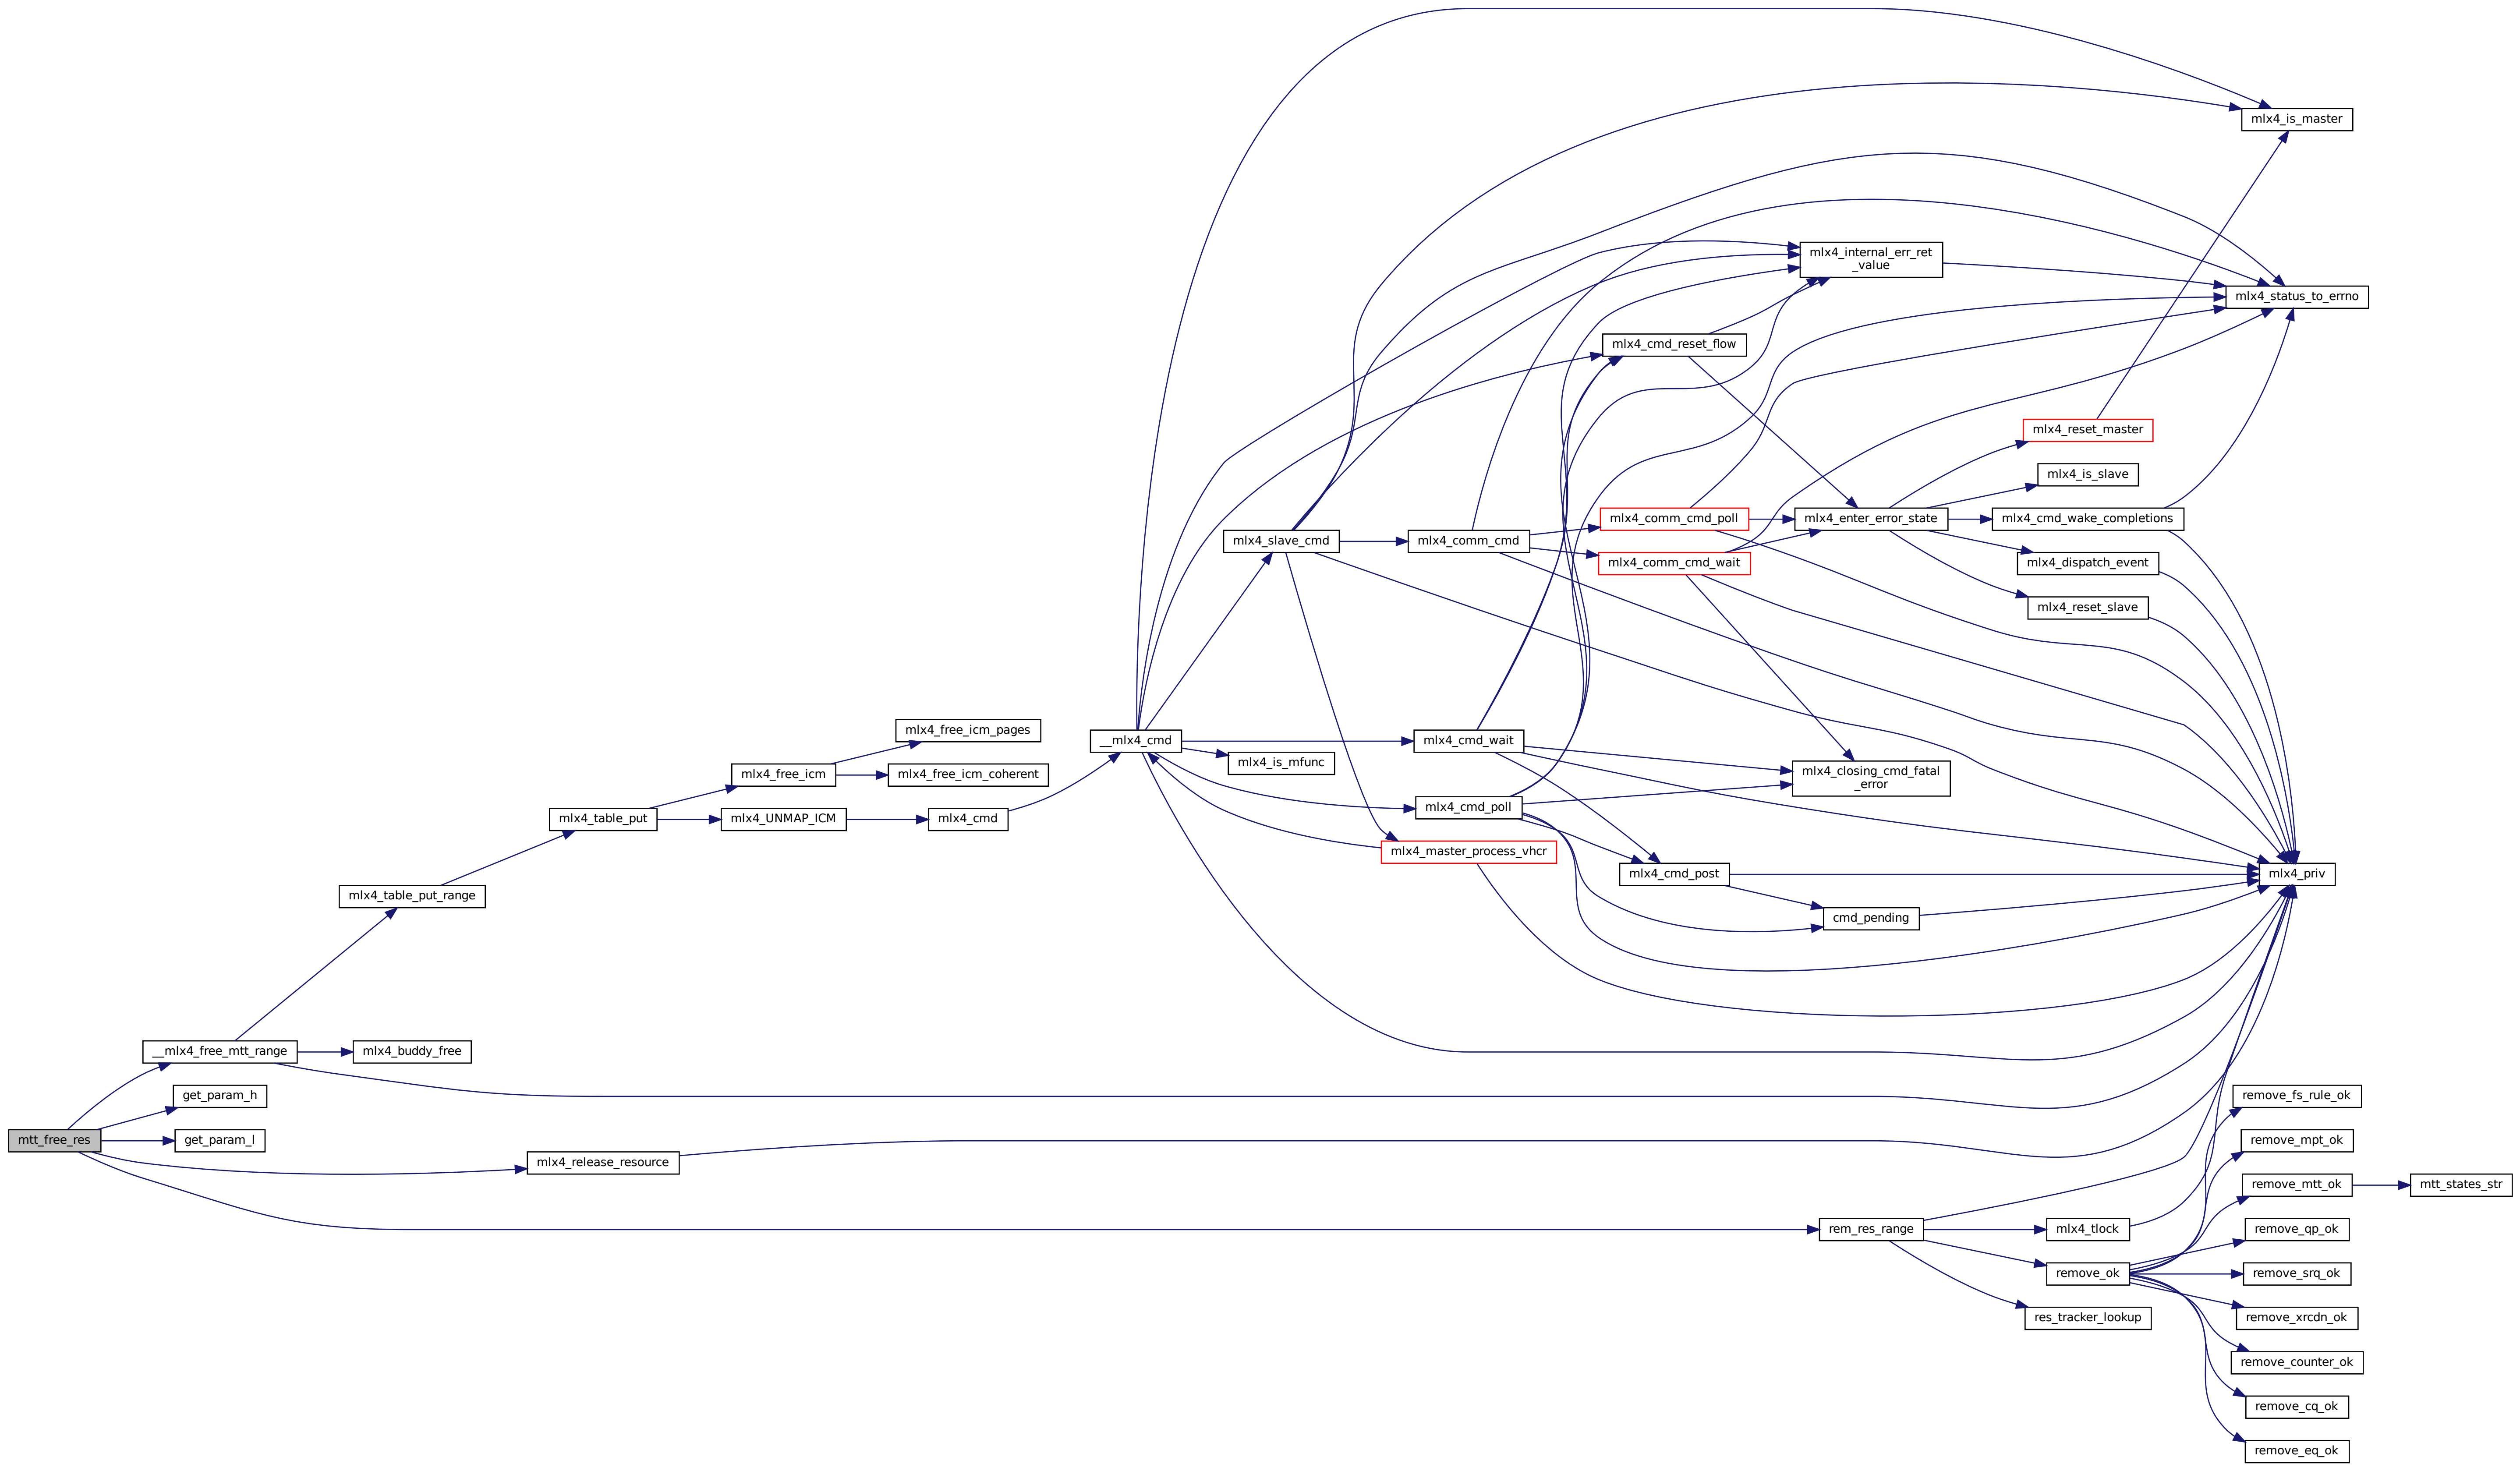 mlx4_is_master
mlx4_internal_err_ret
_value
mlx4_status_to_errno
mlx4_cmd_reset_flow
mlx4_reset_master
mlx4_is_slave
mlx4_comm_cmd_poll
mlx4_enter_error_state
mlx4_cmd_wake_completions
mlx4_slave_cmd
mlx4_comm_cmd
mlx4_comm_cmd_wait
mlx4_dispatch_event
mlx4_reset_slave
mlx4_free_icm_pages
__mlx4_cmd
mlx4_cmd_wait
mlx4_is_mfunc
mlx4_free_icm
mlx4_free_icm_coherent
mlx4_closing_cmd_fatal
_error
mlx4_cmd_poll
mlx4_table_put
mlx4_UNMAP_ICM
mlx4_cmd
mlx4_master_process_vhcr
mlx4_cmd_post
mlx4_priv
mlx4_table_put_range
cmd_pending
__mlx4_free_mtt_range
mlx4_buddy_free
get_param_h
remove_fs_rule_ok
mtt_free_res
get_param_l
remove_mpt_ok
mlx4_release_resource
remove_mtt_ok
mtt_states_str
rem_res_range
mlx4_tlock
remove_qp_ok
remove_ok
remove_srq_ok
res_tracker_lookup
remove_xrcdn_ok
remove_counter_ok
remove_cq_ok
remove_eq_ok